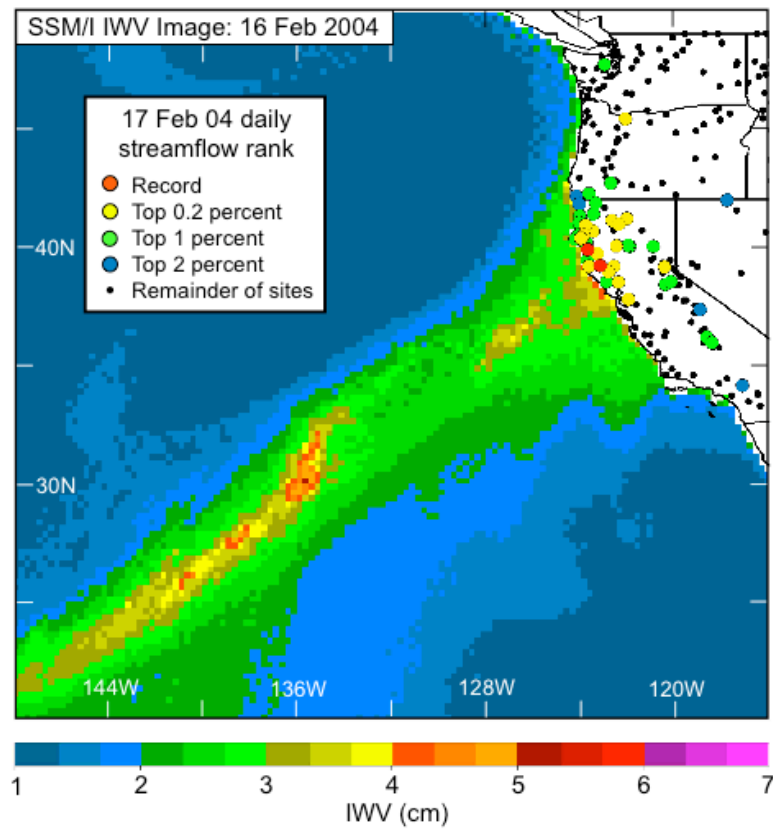 SSM/I IWV Image: 16 Feb 2004
17 Feb 04 daily
streamflow rank
Record
Top 0.2 percent
Top 1 percent
Top 2 percent
Remainder of sites
40N
30N
144W 136W 128W 120W
1 2 3 4 5 6 7
IWV (cm)